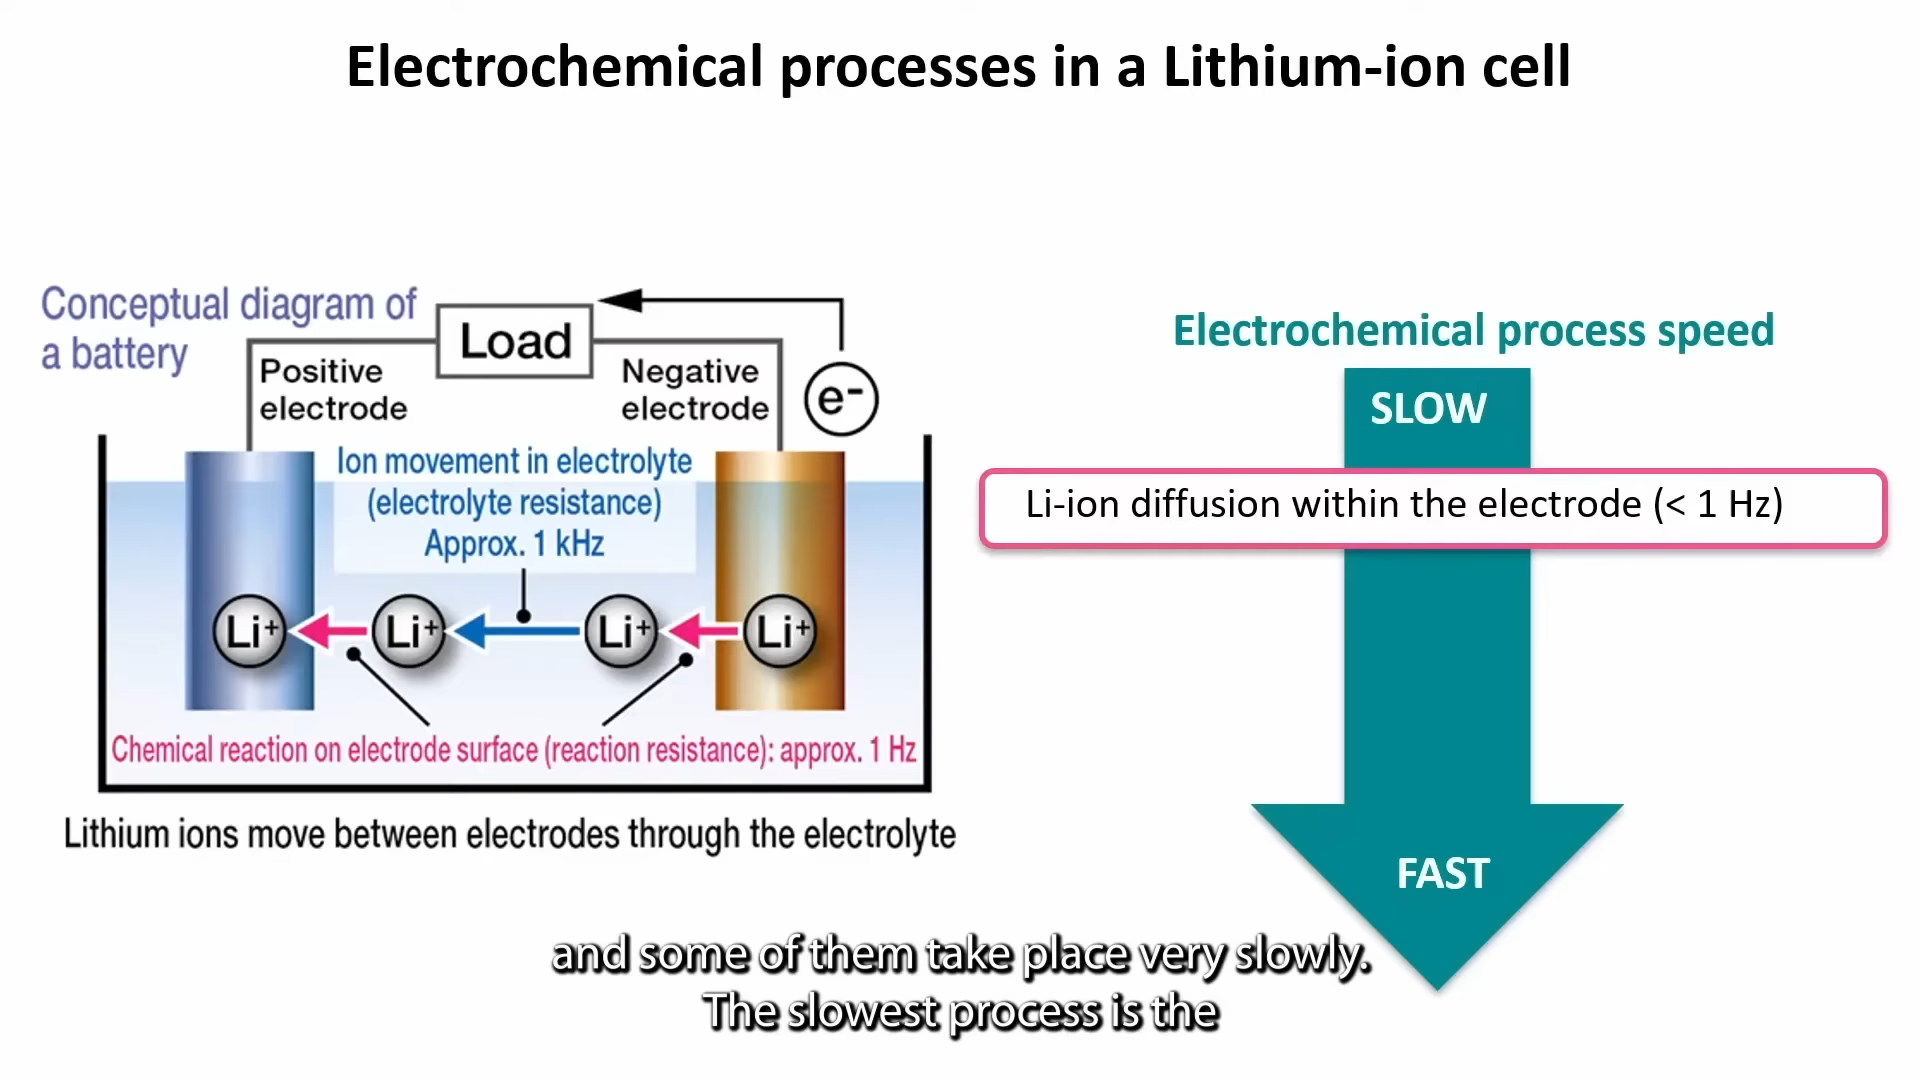 Electrochemical processes in a Lithium-ion cell
Conceptual diagram of
a battery
Load
Positive
electrode
Negative
electrode
e-
Ion movement in electrolyte
(electrolyte resistance)
Approx. 1 kHz
Li+
Li+
Li+
Li+
Chemical reaction on electrode surface (reaction resistance): approx. 1 Hz
Lithium ions move between electrodes through the electrolyte
Electrochemical process speed
SLOW
Li-ion diffusion within the electrode (< 1 Hz)
FAST
and some of them take place very slowly.
The slowest process is the